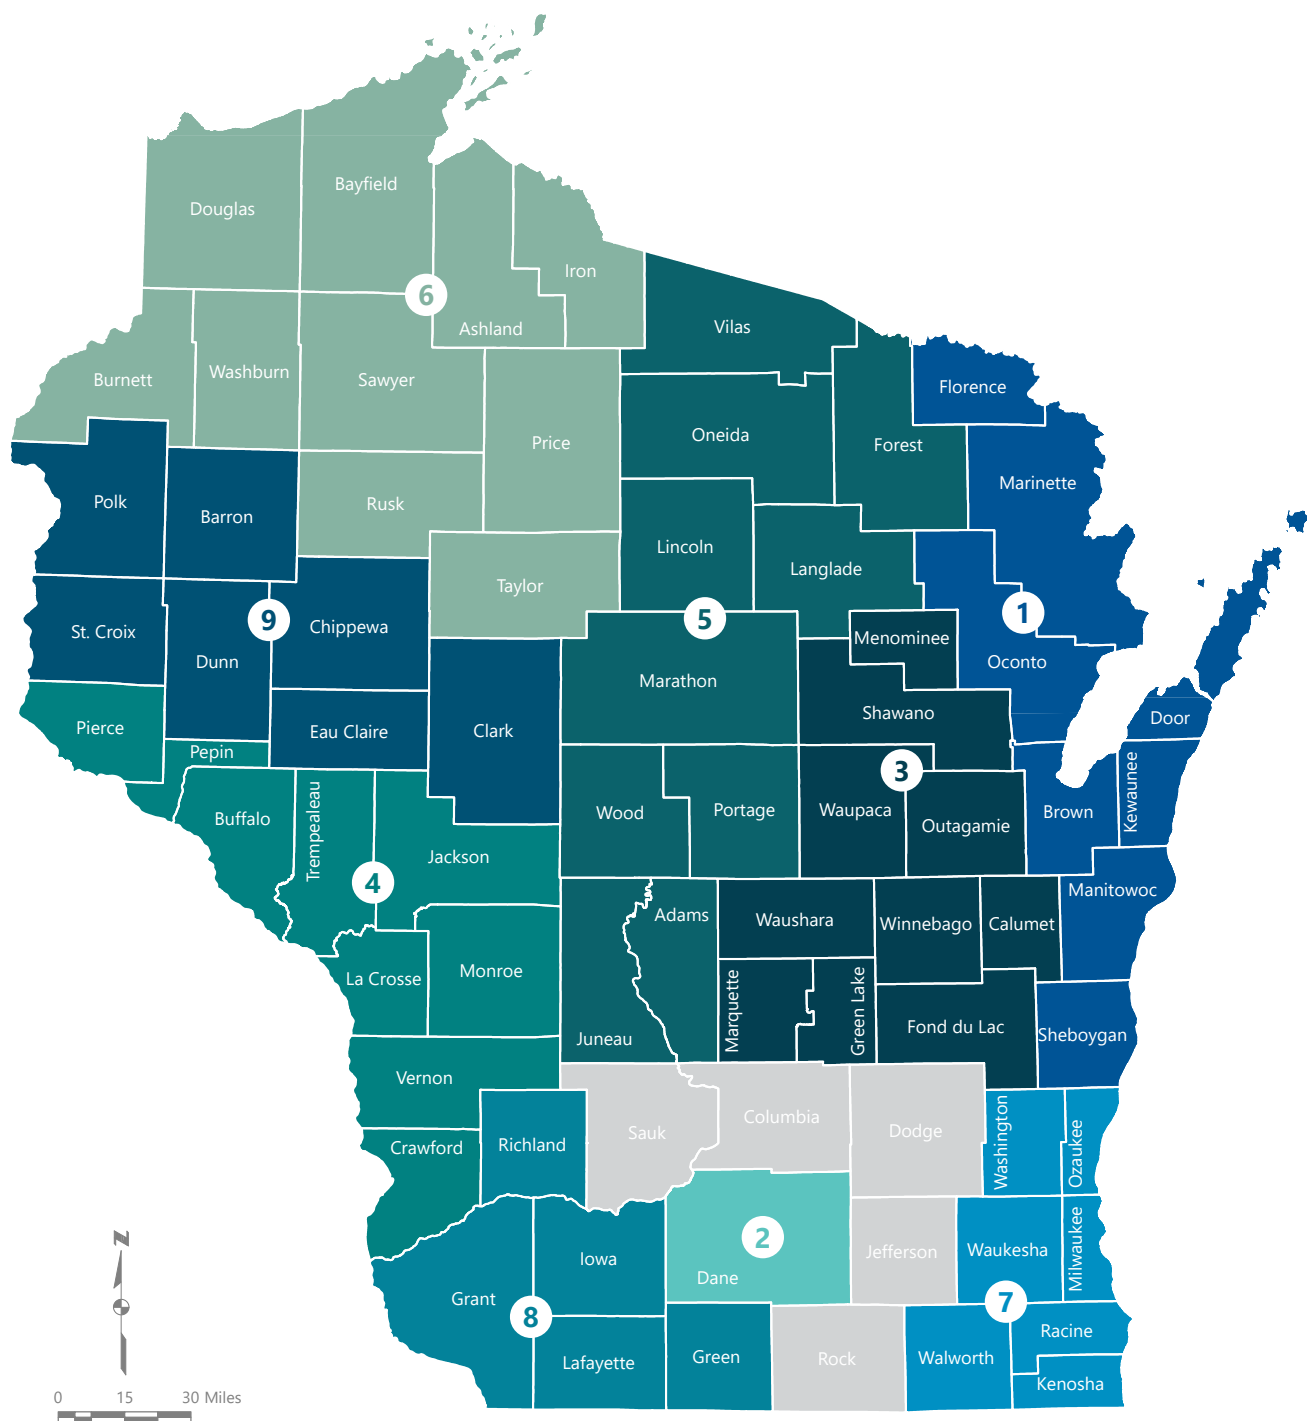 Bayfield
Douglas
Iron
6
Ashland
Vilas
Burnett
Washburn
Sawyer
Florence
Price
Oneida
Forest
Marinette
Polk
Barron
Rusk
Lincoln
Langlade
Taylor
St. Croix
9
Chippewa
5
1
Menominee
Dunn
Marathon
Oconto
Pierce
Pepin
Eau Claire
Clark
Shawano
Door
3
Buffalo
Trempealeau
Wood
Portage
Waupaca
Outagamie
Brown
Kewaunee
Jackson
4
Manitowoc
Adams
Waushara
Winnebago
Calumet
La Crosse
Monroe
Juneau
Marquette
Green Lake
Fond du Lac
Sheboygan
Vernon
Crawford
Richland
Sauk
Columbia
Dodge
Washington
Ozaukee
2
Dane
Iowa
Jefferson
Waukesha
Milwaukee
Grant
8
7
Lafayette
Green
Rock
Walworth
Racine
Kenosha
N
0 15 30 Miles